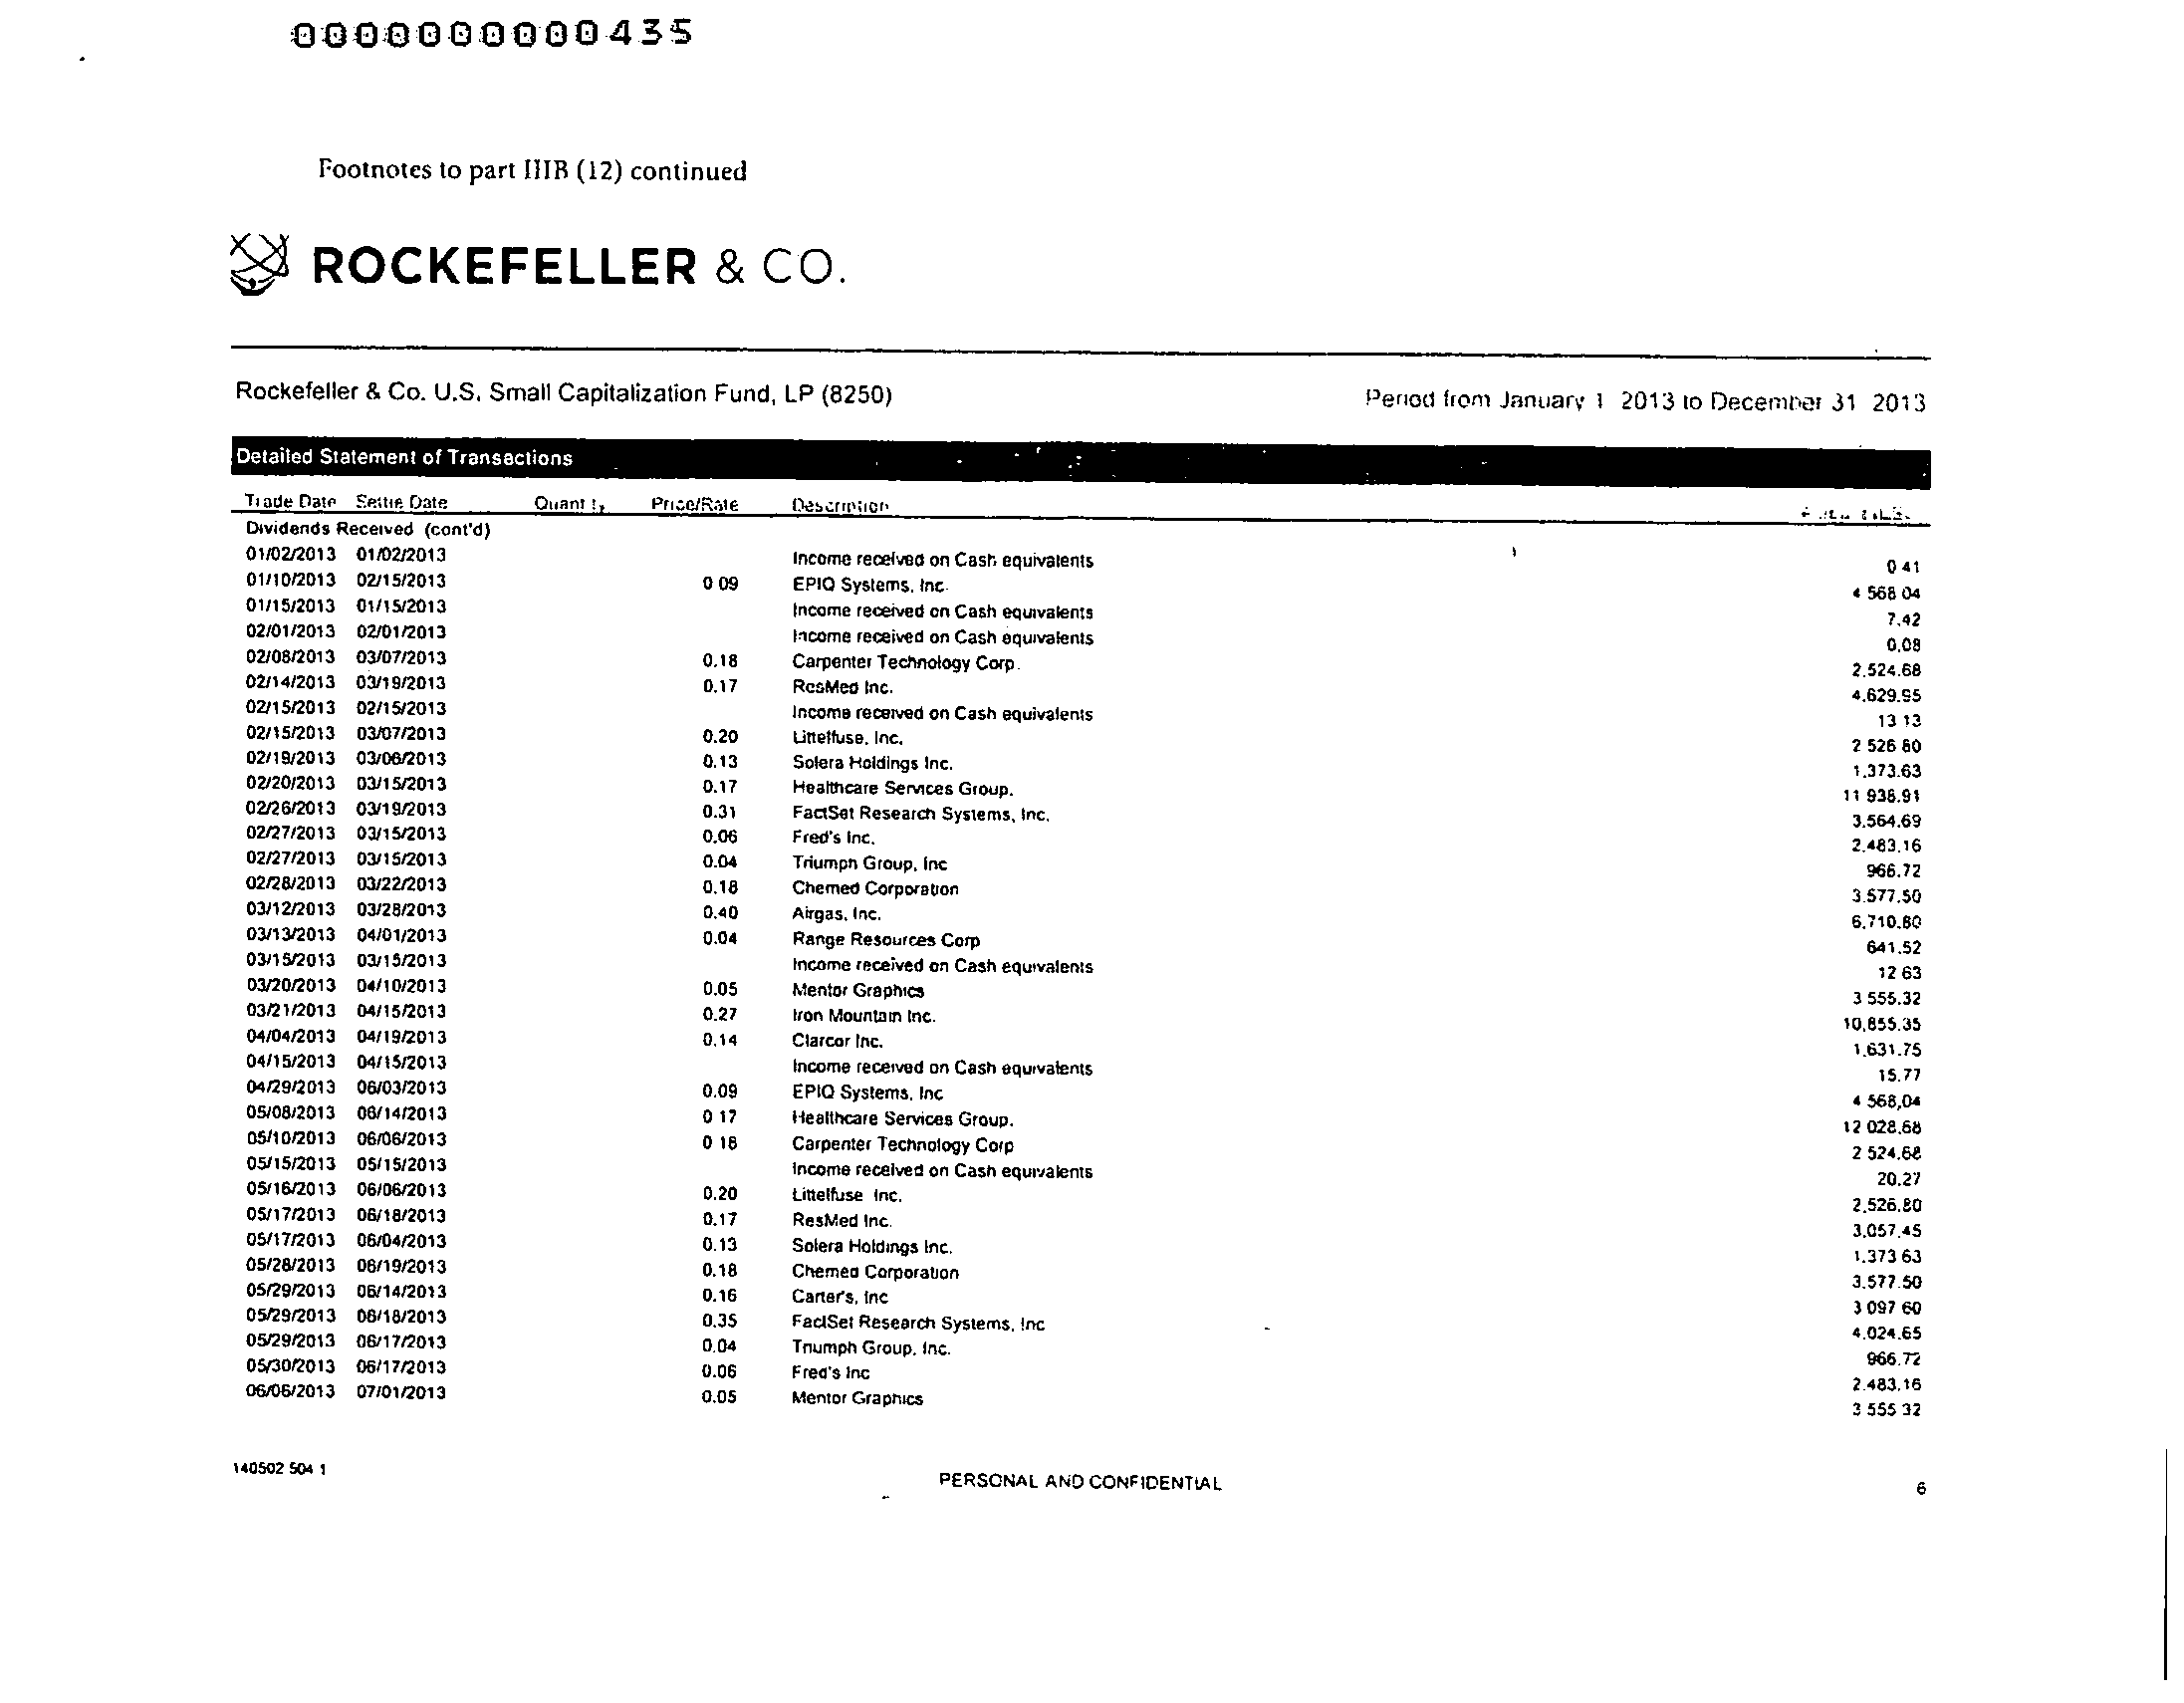 0000000000435
Footnotes to part IIIB (12) continued
ROCKEFELLER & CO.
Rockefeller & Co. U.S. Small Capitalization Fund, LP (8250) Period from January 1 2013 to December 31 2013
Detailed Statement of Transactions
Trade Date Settle Date Price/Rate Description
Dividends Received (cont'd)
01/02/2013 01/02/2013 Income received on Cash equivalents 0 41
01/10/2013 02/15/2013 0 09 EPIQ Systems, Inc. 4 568 04
01/15/2013 01/15/2013 Income received on Cash equivalents 7.42
02/01/2013 02/01/2013 Income received on Cash equivalents 0.08
02/08/2013 03/07/2013 0.18 Carpenter Technology Corp. 2.524.68
02/14/2013 03/19/2013 0.17 ResMed Inc. 4.629.95
02/15/2013 02/15/2013 Income received on Cash equivalents 13 13
02/15/2013 03/07/2013 0.20 Littelfuse, Inc. 2 526 80
02/19/2013 03/06/2013 0.13 Solera Holdings Inc. 1.373.63
02/20/2013 03/15/2013 0.17 Healthcare Services Group. 11 938.91
02/26/2013 03/19/2013 0.31 FactSet Research Systems, Inc. 3.564.69
02/27/2013 03/15/2013 0.06 Fred's Inc. 2.483.16
02/27/2013 03/15/2013 0.04 Triumph Group, Inc 966.72
02/28/2013 03/22/2013 0.18 Chemed Corporation 3.577.50
03/12/2013 03/28/2013 0.40 Airgas, Inc. 6.710.80
03/13/2013 04/01/2013 0.04 Range Resources Corp 641.52
03/15/2013 03/15/2013 Income received on Cash equivalents 12 63
03/20/2013 04/10/2013 0.05 Mentor Graphics 3 555.32
03/21/2013 04/15/2013 0.27 Iron Mountain Inc. 10,855.35
04/04/2013 04/19/2013 0.14 Clarcor Inc. 1.631.75
04/15/2013 04/15/2013 Income received on Cash equivalents 15.77
04/29/2013 06/03/2013 0.09 EPIQ Systems, Inc 4 568,04
05/08/2013 06/14/2013 0 17 Healthcare Services Group. 12 028.68
05/10/2013 06/06/2013 0 18 Carpenter Technology Corp 2 524.68
05/15/2013 05/15/2013 Income received on Cash equivalents 20.27
05/16/2013 06/06/2013 0.20 Littelfuse Inc. 2.526.80
05/17/2013 06/18/2013 0.17 ResMed Inc. 3.057.45
05/17/2013 06/04/2013 0.13 Solera Holdings Inc. 1.373 63
05/28/2013 06/19/2013 0.18 Chemed Corporation 3.577.50
05/29/2013 06/14/2013 0.16 Carter's, Inc 3 097 60
05/29/2013 06/18/2013 0.35 FactSet Research Systems, Inc 4.024.65
05/29/2013 06/17/2013 0.04 Triumph Group, Inc. 966.72
05/30/2013 06/17/2013 0.06 Fred's Inc 2.483.16
06/06/2013 07/01/2013 0.05 Mentor Graphics 3 555 32
140502 504 1 PERSONAL AND CONFIDENTIAL 6